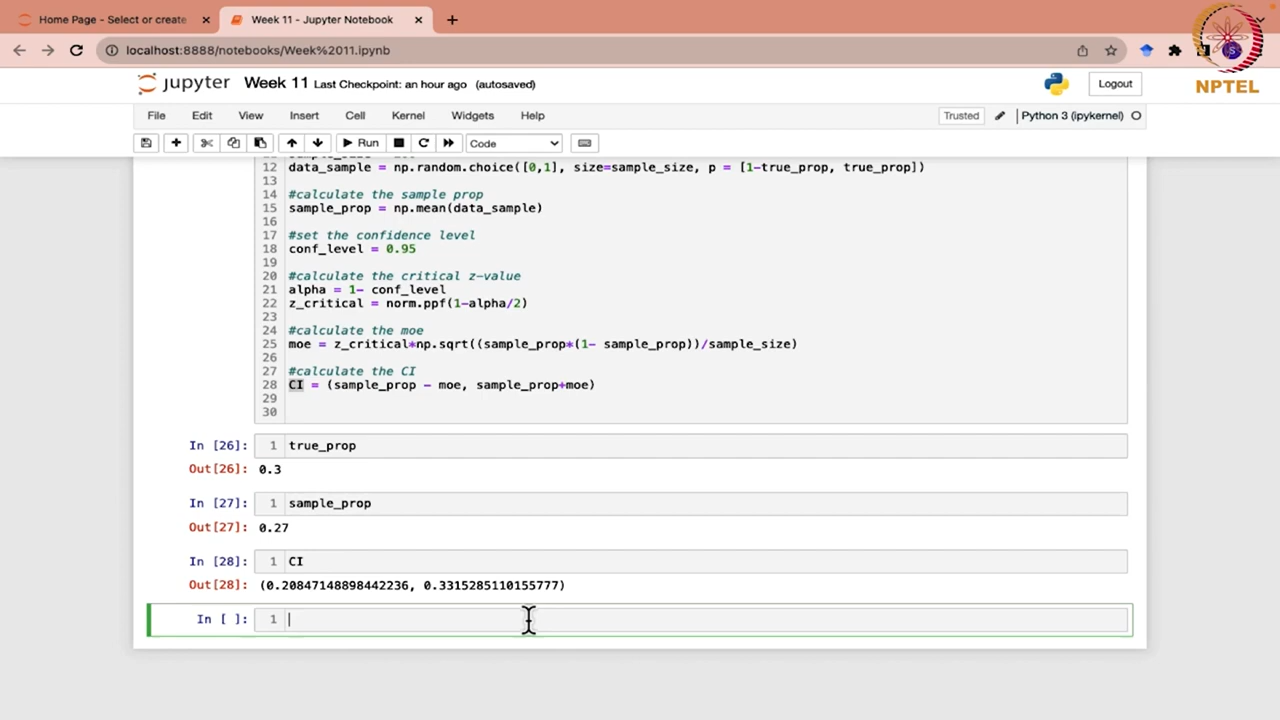 Home Page - Select or create
Week 11 - Jupyter Notebook
localhost:8888/notebooks/Week%2011.ipynb
NPTEL
jupyter Week 11 Last Checkpoint: an hour ago (autosaved)
Logout
File Edit View Insert Cell Kernel Widgets Help
Trusted
Python 3 (ipykernel)
Run
Code
12 data_sample = np.random.choice([0,1], size=sample_size, p = [1-true_prop, true_prop])
13
14 #calculate the sample prop
15 sample_prop = np.mean(data_sample)
16
17 #set the confidence level
18 conf_level = 0.95
19
20 #calculate the critical z-value
21 alpha = 1- conf_level
22 z_critical = norm.ppf(1-alpha/2)
23
24 #calculate the moe
25 moe = z_critical*np.sqrt((sample_prop*(1- sample_prop))/sample_size)
26
27 #calculate the CI
28 CI = (sample_prop - moe, sample_prop+moe)
29
30
In [26]: 1 true_prop
Out[26]: 0.3
In [27]: 1 sample_prop
Out[27]: 0.27
In [28]: 1 CI
Out[28]: (0.20847148898442236, 0.3315285110155777)
In [ ]: 1